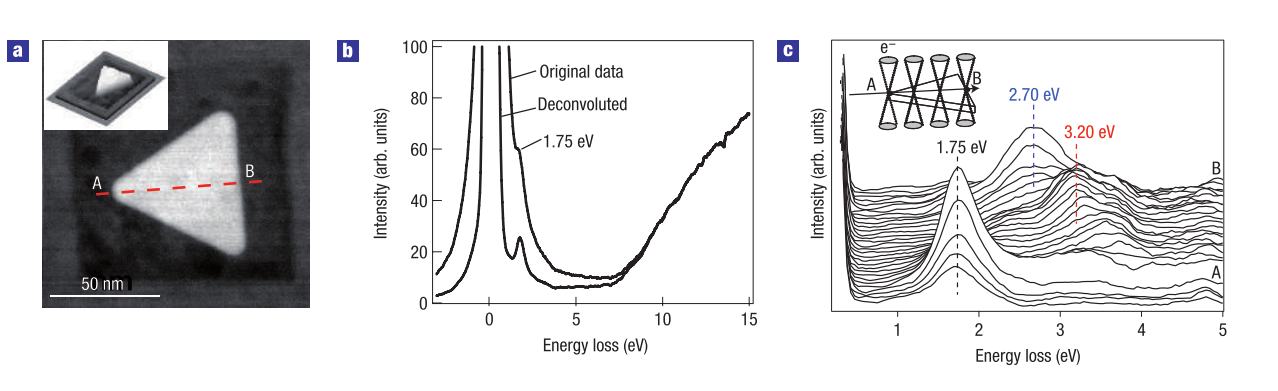 a
A
B
50 nm
b
Intensity (arb. units)
100
80
60
40
20
0
Original data
Deconvoluted
1.75 eV
0
5
10
15
Energy loss (eV)
c
Intensity (arb. units)
e–
A
B
2.70 eV
3.20 eV
1.75 eV
B
A
1
2
3
4
5
Energy loss (eV)